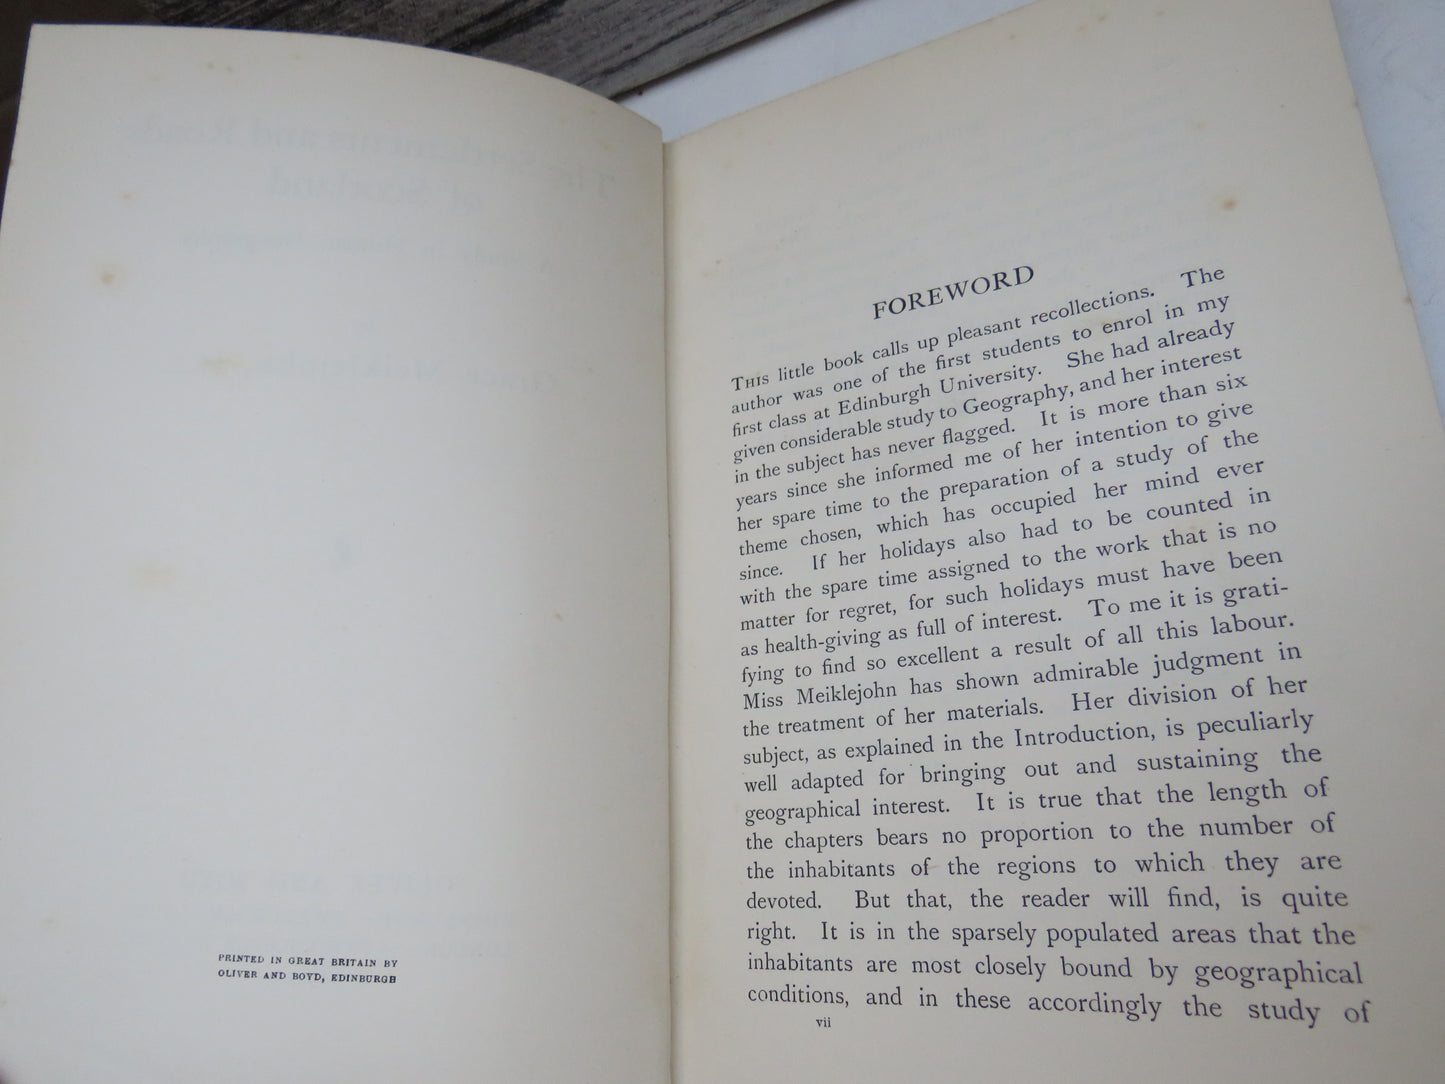 PRINTED IN GREAT BRITAIN BY
OLIVER AND BOYD, EDINBURGH
FOREWORD
THIS little book calls up pleasant recollections. The
author was one of the first students to enrol in my
first class at Edinburgh University. She had already
given considerable study to Geography, and her interest
in the subject has never flagged. It is more than six
years since she informed me of her intention to give
her spare time to the preparation of a study of the
theme chosen, which has occupied her mind ever
since. If her holidays also had to be counted in
with the spare time assigned to the work that is no
matter for regret, for such holidays must have been
as health-giving as full of interest. To me it is grati-
fying to find so excellent a result of all this labour.
Miss Meiklejohn has shown admirable judgment in
the treatment of her materials. Her division of her
subject, as explained in the Introduction, is peculiarly
well adapted for bringing out and sustaining the
geographical interest. It is true that the length of
the chapters bears no proportion to the number of
the inhabitants of the regions to which they are
devoted. But that, the reader will find, is quite
right. It is in the sparsely populated areas that the
inhabitants are most closely bound by geographical
conditions, and in these accordingly the study of
vii